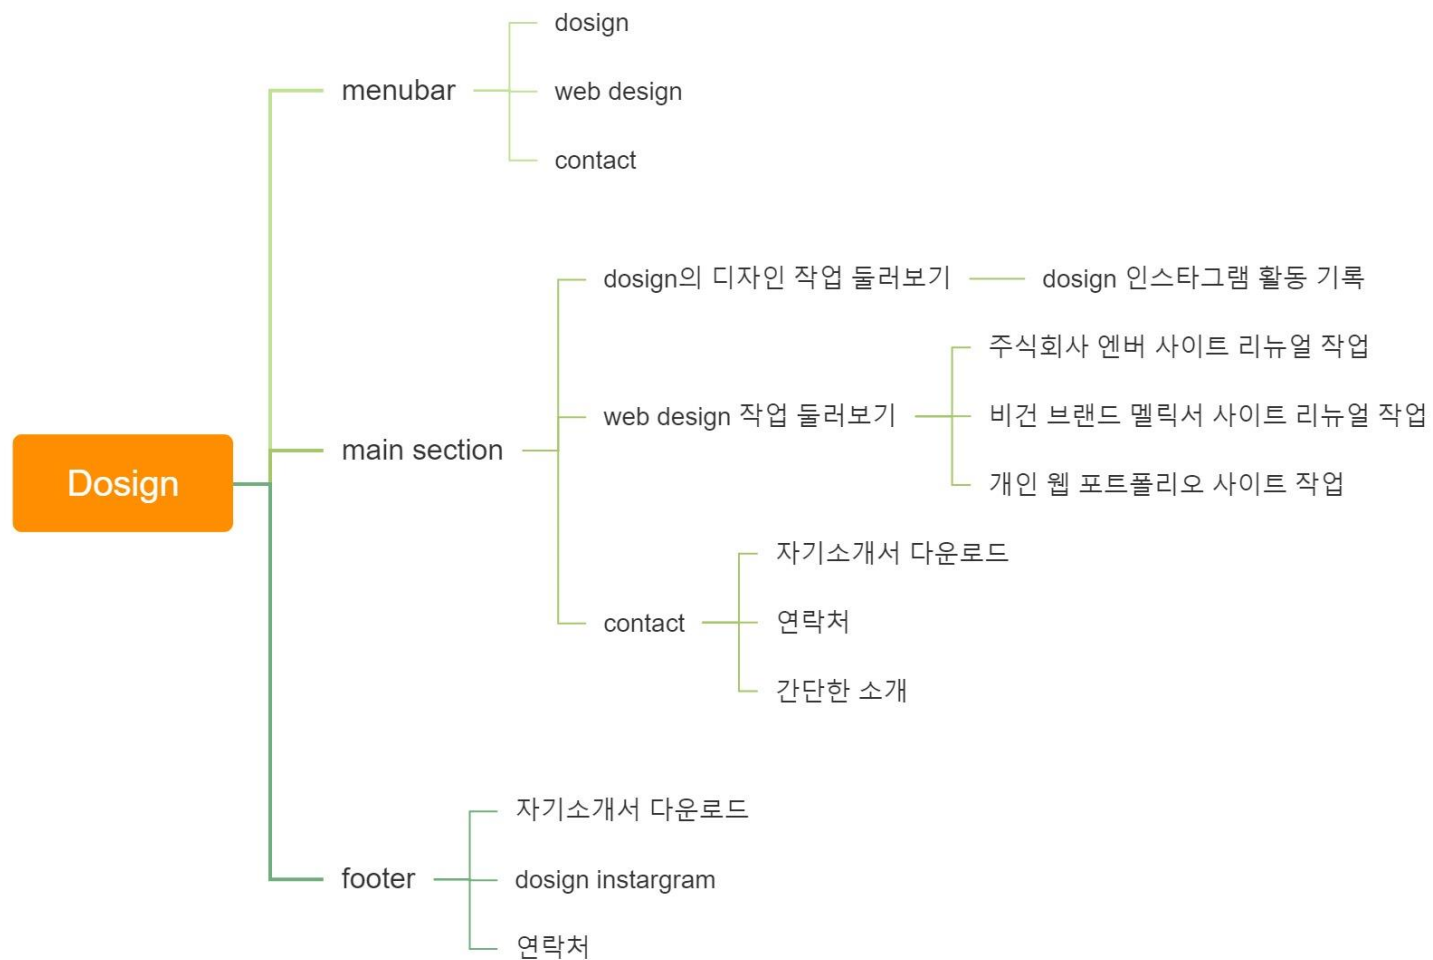 Dosign
menubar
dosign
web design
contact
main section
dosign의 디자인 작업 둘러보기
dosign 인스타그램 활동 기록
web design 작업 둘러보기
주식회사 엔버 사이트 리뉴얼 작업
비건 브랜드 멜릭서 사이트 리뉴얼 작업
개인 웹 포트폴리오 사이트 작업
contact
자기소개서 다운로드
연락처
간단한 소개
footer
자기소개서 다운로드
dosign instargram
연락처